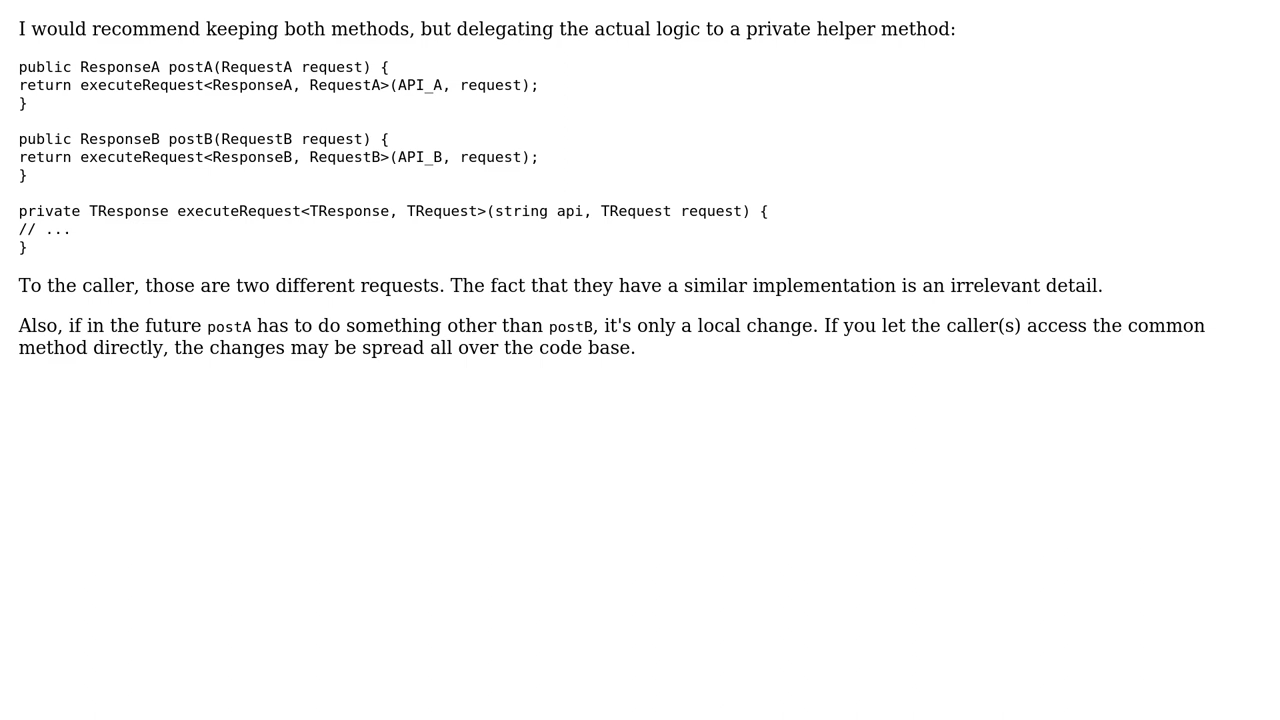 I would recommend keeping both methods, but delegating the actual logic to a private helper method:
public ResponseA postA(RequestA request) {
return executeRequest<ResponseA, RequestA>(API_A, request);
}
public ResponseB postB(RequestB request) {
return executeRequest<ResponseB, RequestB>(API_B, request);
}
private TResponse executeRequest<TResponse, TRequest>(string api, TRequest request) {
// ...
}
To the caller, those are two different requests. The fact that they have a similar implementation is an irrelevant detail.
Also, if in the future postA has to do something other than postB, it's only a local change. If you let the caller(s) access the common
method directly, the changes may be spread all over the code base.